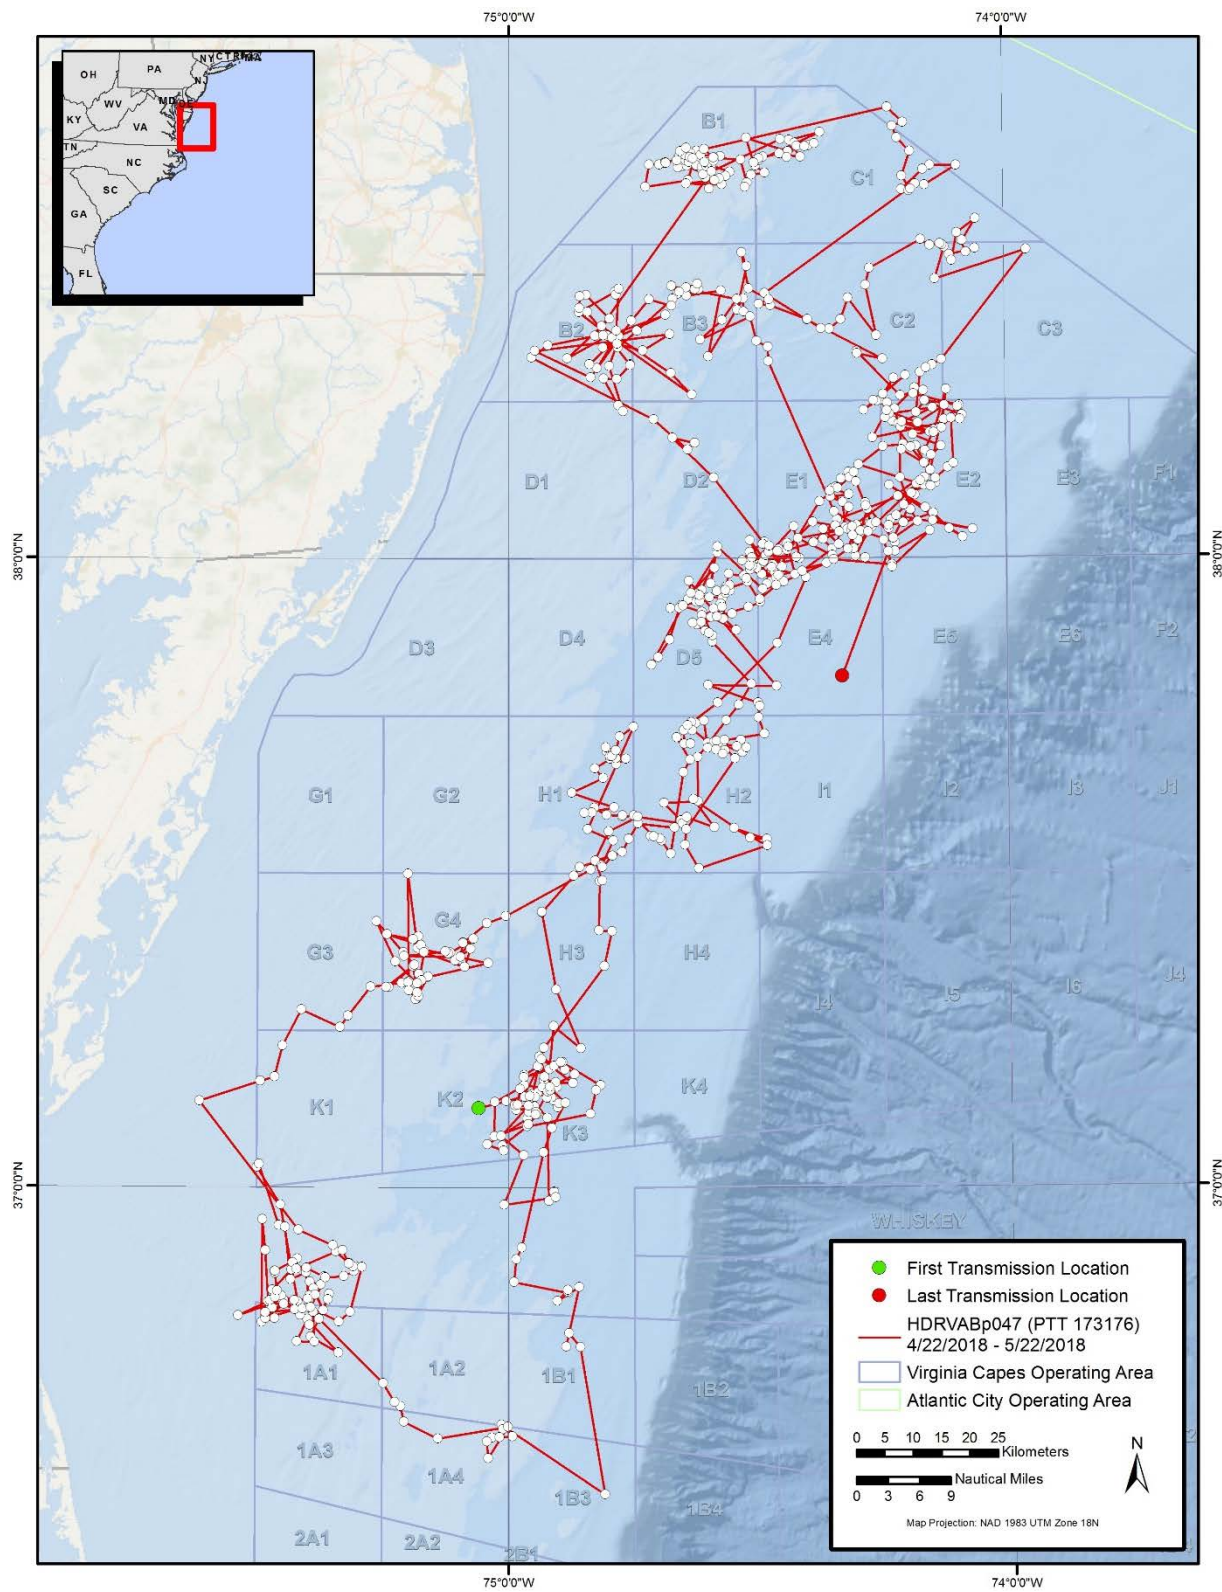 75°0'0"W 74°0'0"W
NY CT
PA
OH
N
MD DE
WV
KY
VA
TN
NC
SC
GA
FL
B1
C1
B2 B3 C2 C3
D1 D2 E1 E2 E3 F1
38°0'0"N 38°0'0"N
D3 D4 D5 E4 E5 E6 F2
G1 G2 H1 H2 I1 I2 I3 J1
G3 G4 H3 H4 I4 I5 I6 J4
K1 K2 K3 K4
37°0'0"N 37°0'0"N
WHISKEY
1A1 1A2 1B1 1B2
1A3 1A4 1B3 1B4
2A1 2A2 2B1
First Transmission Location
Last Transmission Location
HDRVABp047 (PTT 173176)
4/22/2018 - 5/22/2018
Virginia Capes Operating Area
Atlantic City Operating Area
0 5 10 15 20 25
Kilometers
N
Nautical Miles
0 3 6 9
Map Projection: NAD 1983 UTM Zone 18N
75°0'0"W 74°0'0"W